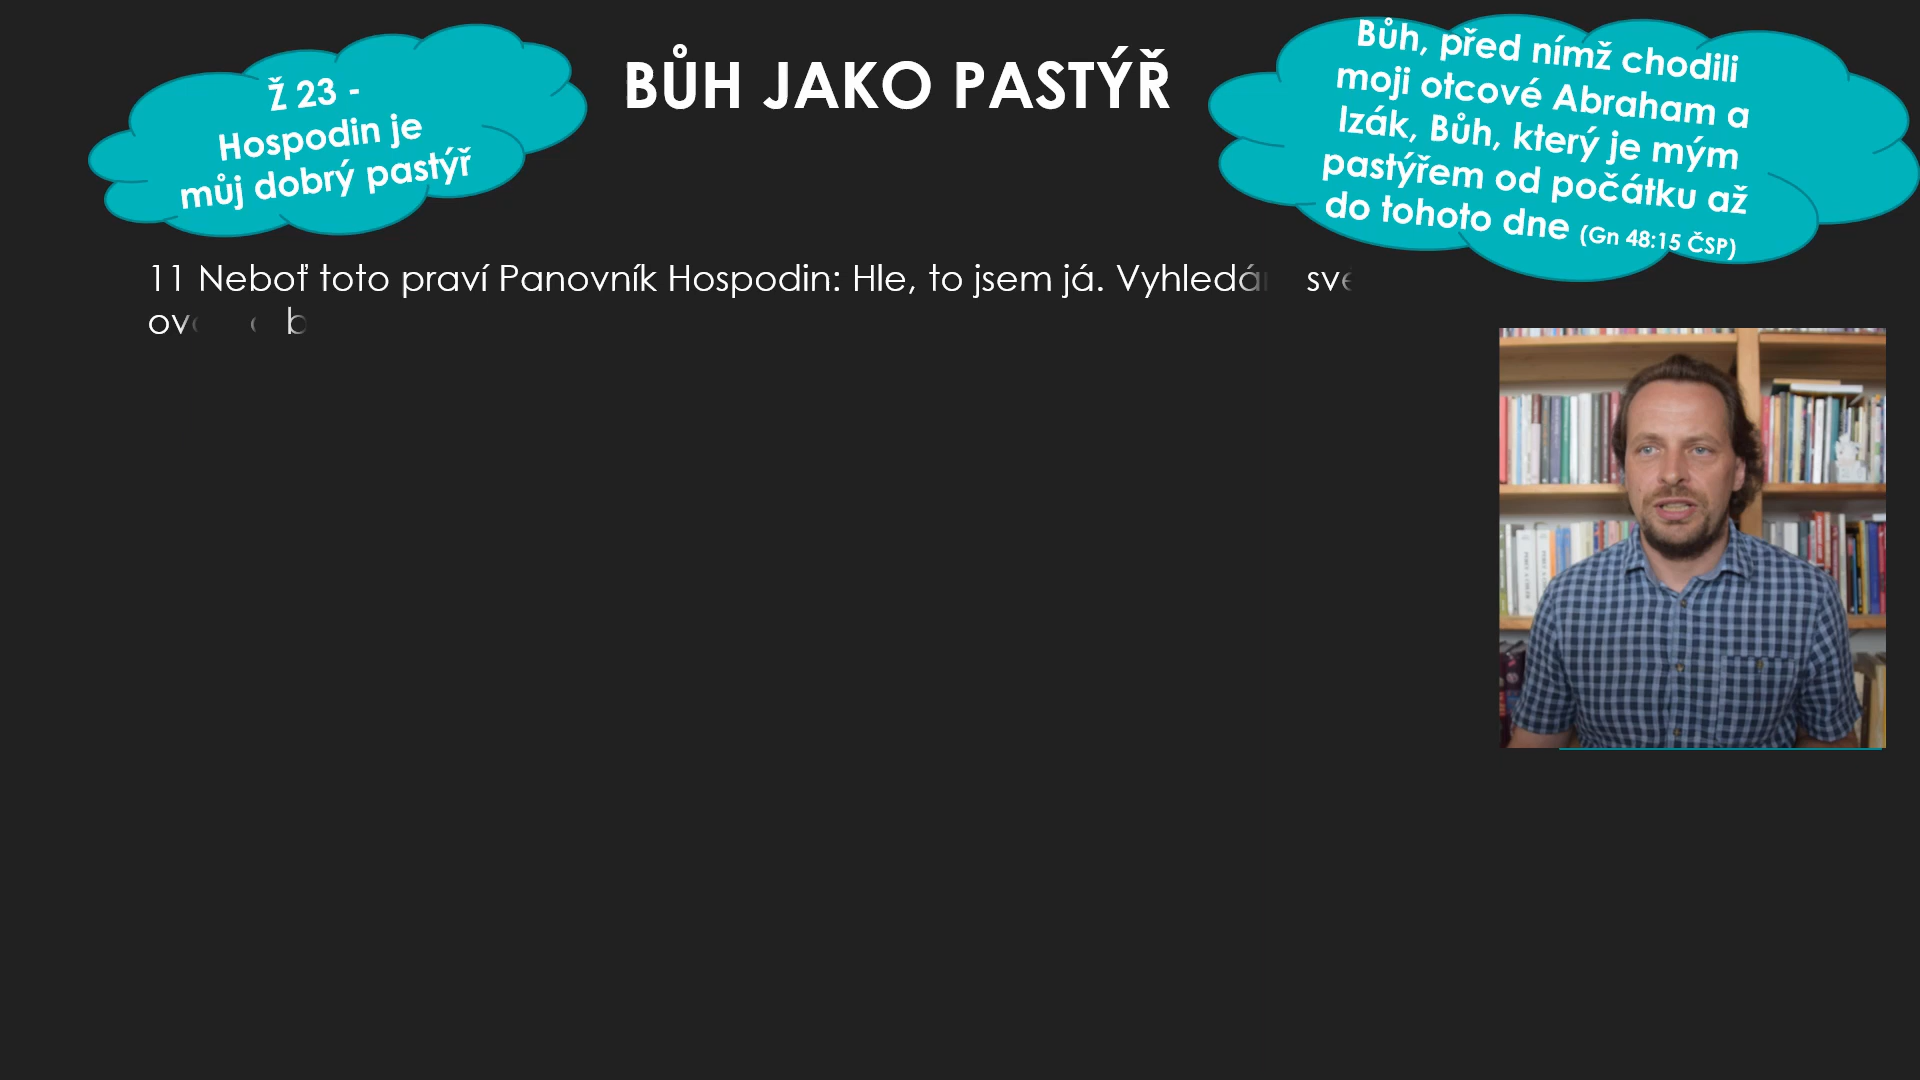 Ž 23 -
Hospodin je
můj dobrý pastýř
BŮH JAKO PASTÝŘ
Bůh, před nímž chodili
moji otcové Abraham a
Izák, Bůh, který je mým
pastýřem od počátku až
do tohoto dne (Gn 48:15 ČSP)
11 Neboť toto praví Panovník Hospodin: Hle, to jsem já.